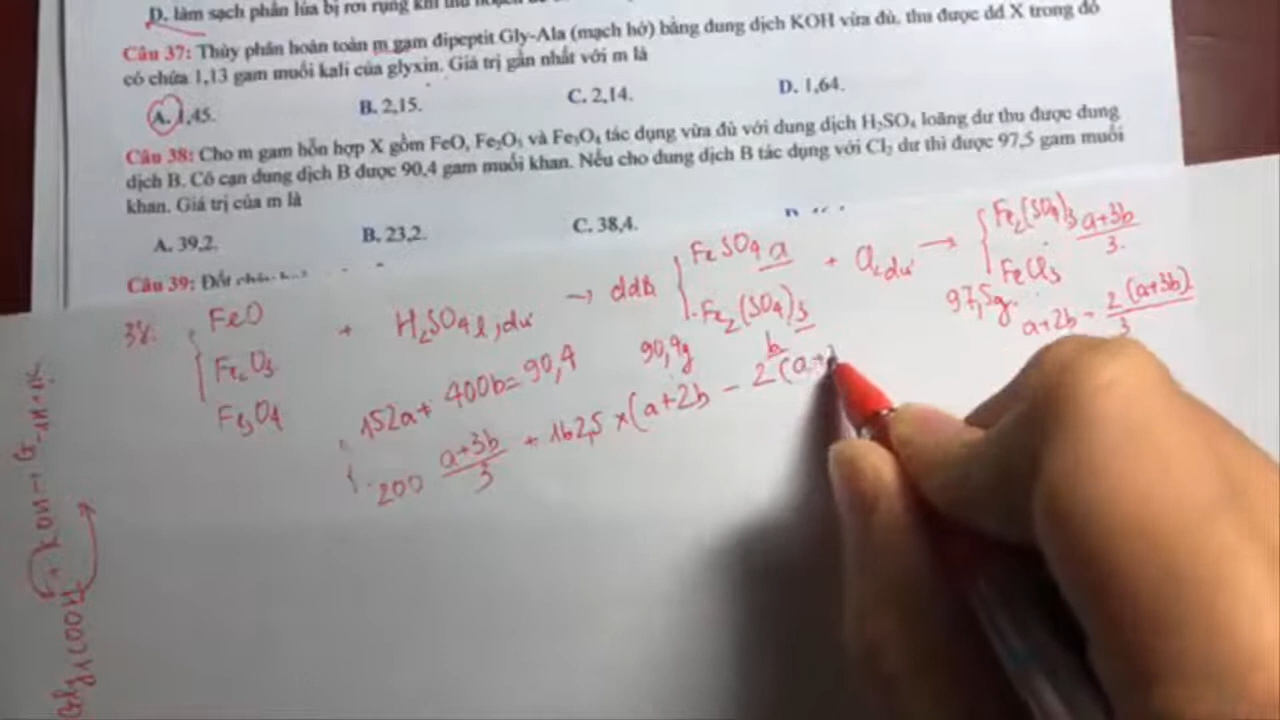 D. làm sạch phần lúa bị rơi rụng khi thu hoạch
Câu 37: Thủy phân hoàn toàn m gam đipeptit Gly-Ala (mạch hở) bằng dung dịch KOH vừa đủ, thu được dd X trong đó
có chứa 1,13 gam muối kali của glyxin. Giá trị gần nhất với m là
A. 1,45. B. 2,15. C. 2,14. D. 1,64.
Câu 38: Cho m gam hỗn hợp X gồm FeO, Fe₂O₃ và Fe₃O₄ tác dụng vừa đủ với dung dịch H₂SO₄ loãng dư thu được dung
dịch B. Cô cạn dung dịch B được 90,4 gam muối khan. Nếu cho dung dịch B tác dụng với Cl₂ dư thì được 97,5 gam muối
khan. Giá trị của m là
A. 39,2. B. 23,2. C. 38,4.
Câu 39: Đốt
38. { FeO
Fe₂O₃
Fe₃O₄
+ H₂SO₄ l, dư → ddB { FeSO₄ a
Fe₂(SO₄)₃ b
90,4g
+ Cl₂ dư → { Fe₂(SO₄)₃ (a+3b)/3
FeCl₃
97,5g a+2b - 2(a+3b)/3
{ 152a + 400b = 90,4
200 (a+3b)/3 + 162,5 × (a+2b - 2(a+